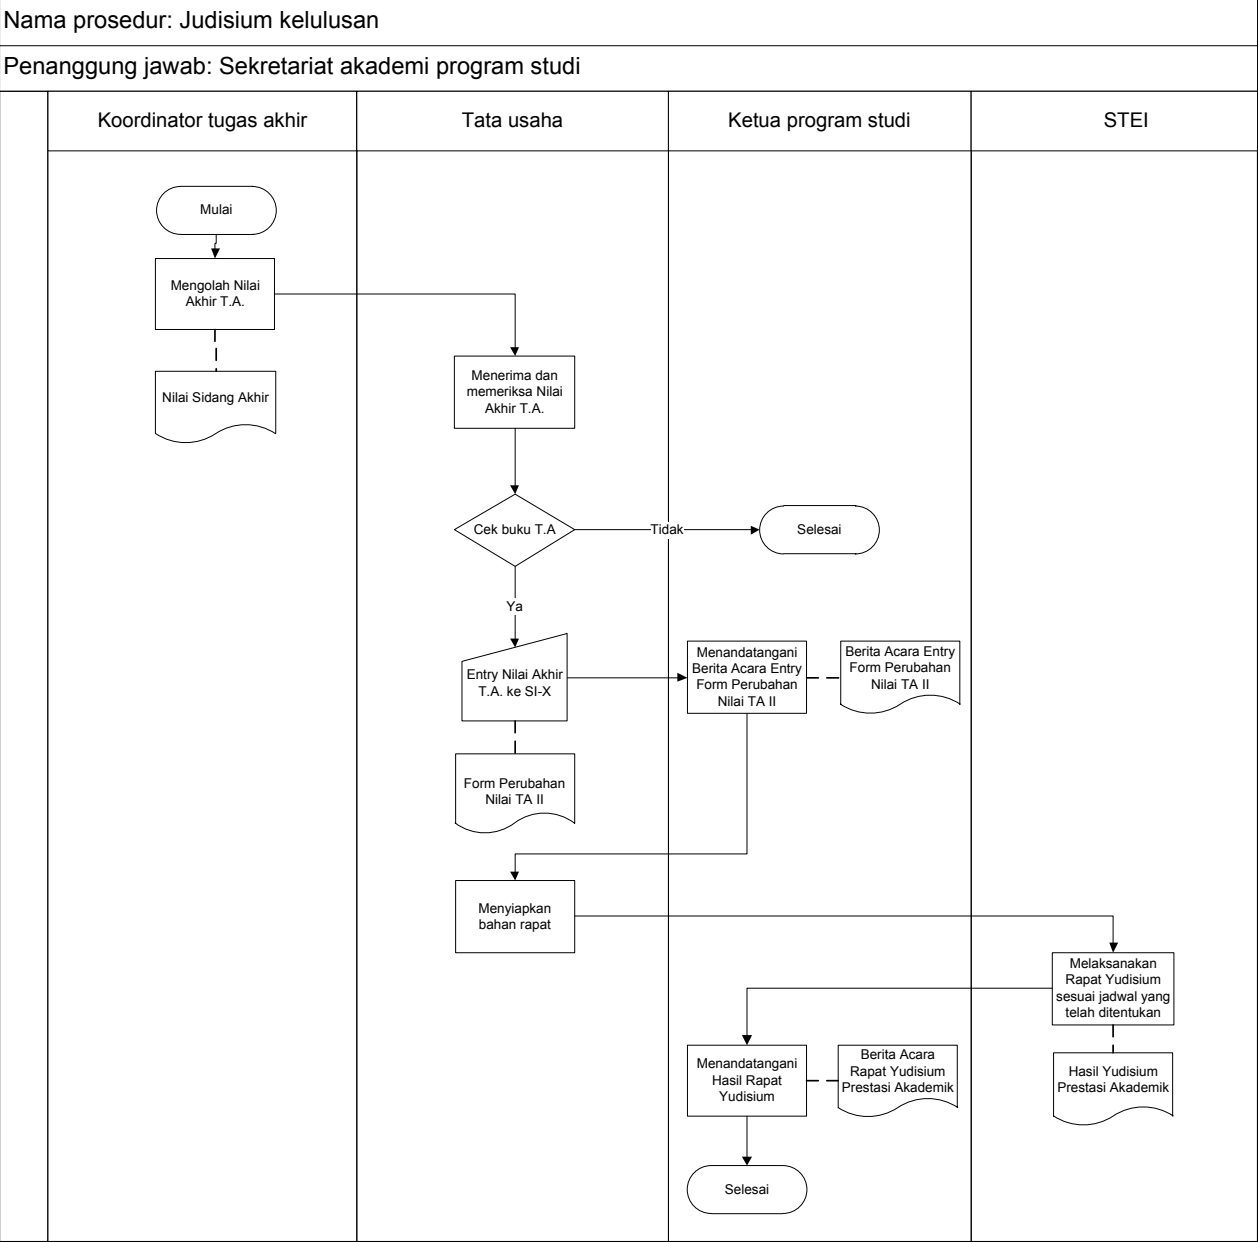 Nama prosedur: Judisium kelulusan
Penanggung jawab: Sekretariat akademi program studi
Koordinator tugas akhir
Tata usaha
Ketua program studi
STEI
Mulai
Mengolah Nilai
Akhir T.A.
Nilai Sidang Akhir
Menerima dan
memeriksa Nilai
Akhir T.A.
Cek buku T.A
Tidak
Selesai
Ya
Entry Nilai Akhir
T.A. ke SI-X
Menandatangani
Berita Acara Entry
Form Perubahan
Nilai TA II
Berita Acara Entry
Form Perubahan
Nilai TA II
Form Perubahan
Nilai TA II
Menyiapkan
bahan rapat
Melaksanakan
Rapat Yudisium
sesuai jadwal yang
telah ditentukan
Menandatangani
Hasil Rapat
Yudisium
Berita Acara
Rapat Yudisium
Prestasi Akademik
Hasil Yudisium
Prestasi Akademik
Selesai